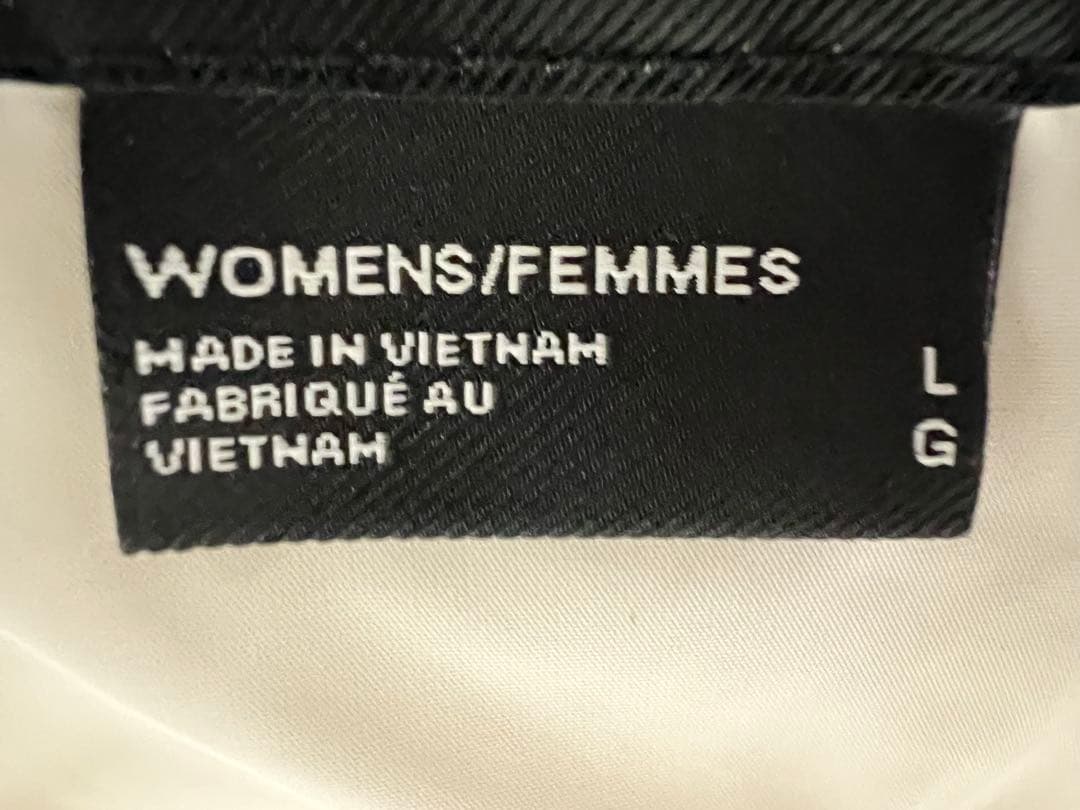 WOMENS/FEMMES
MADE IN VIETNAM
FABRIQUÉ AU
VIETNAM
L
G